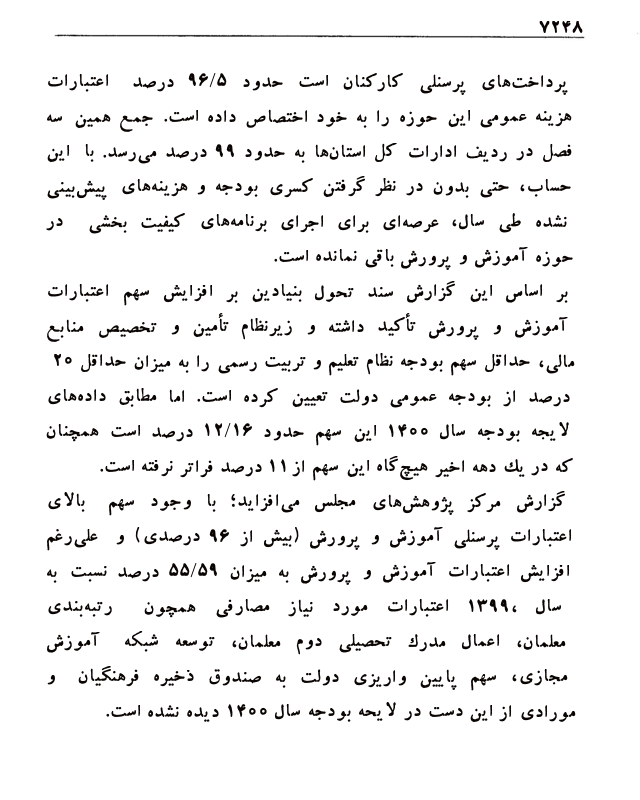 ۷۲۴۸
پرداخت‌های پرسنلی کارکنان است حدود ۹۶/۵ درصد اعتبارات
هزینه عمومی این حوزه را به خود اختصاص داده است. جمع همین سه
فصل در ردیف ادارات کل استان‌ها به حدود ۹۹ درصد می‌رسد. با این
حساب، حتی بدون در نظر گرفتن کسری بودجه و هزینه‌های پیش‌بینی
نشده طی سال، عرصه‌ای برای اجرای برنامه‌های کیفیت بخشی در
حوزه آموزش و پرورش باقی نمانده است.
بر اساس این گزارش سند تحول بنیادین بر افزایش سهم اعتبارات
آموزش و پرورش تأکید داشته و زیرنظام تأمین و تخصیص منابع
مالی، حداقل سهم بودجه نظام تعلیم و تربیت رسمی را به میزان حداقل ۲۰
درصد از بودجه عمومی دولت تعیین کرده است. اما مطابق داده‌های
لایجه بودجه سال ۱۴۰۰ این سهم حدود ۱۲/۱۶ درصد است همچنان
که در یك دهه اخیر هیچ‌گاه این سهم از ۱۱ درصد فراتر نرفته است.
گزارش مرکز پژوهش‌های مجلس می‌افزاید؛ با وجود سهم بالای
اعتبارات پرسنلی آموزش و پرورش (بیش از ۹۶ درصدی) و علی‌رغم
افزایش اعتبارات آموزش و پرورش به میزان ۵۵/۵۹ درصد نسبت به
سال ۱۳۹۹، اعتبارات مورد نیاز مصارفی همچون رتبه‌بندی
معلمان، اعمال مدرك تحصیلی دوم معلمان، توسعه شبکه آموزش
مجازی، سهم پایین واریزی دولت به صندوق ذخیره فرهنگیان و
مورادی از این دست در لایحه بودجه سال ۱۴۰۰ دیده نشده است.